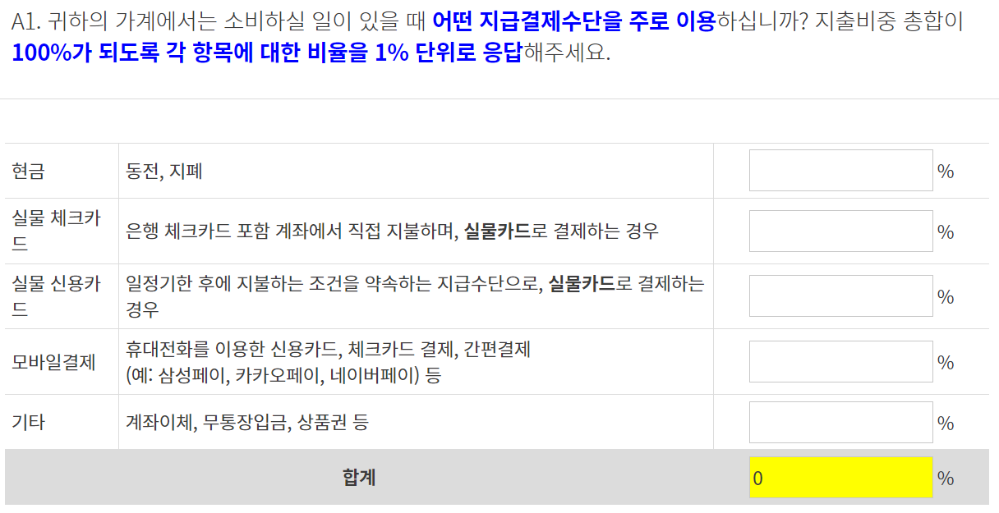 A1. 귀하의 가계에서는 소비하실 일이 있을 때 어떤 지급결제수단을 주로 이용하십니까? 지출비중 총합이
100%가 되도록 각 항목에 대한 비율을 1% 단위로 응답해주세요.
현금
동전, 지폐
%
실물 체크카
드
은행 체크카드 포함 계좌에서 직접 지불하며, 실물카드로 결제하는 경우
%
실물 신용카
드
일정기한 후에 지불하는 조건을 약속하는 지급수단으로, 실물카드로 결제하는
경우
%
모바일결제
휴대전화를 이용한 신용카드, 체크카드 결제, 간편결제
(예: 삼성페이, 카카오페이, 네이버페이) 등
%
기타
계좌이체, 무통장입금, 상품권 등
%
합계
0
%